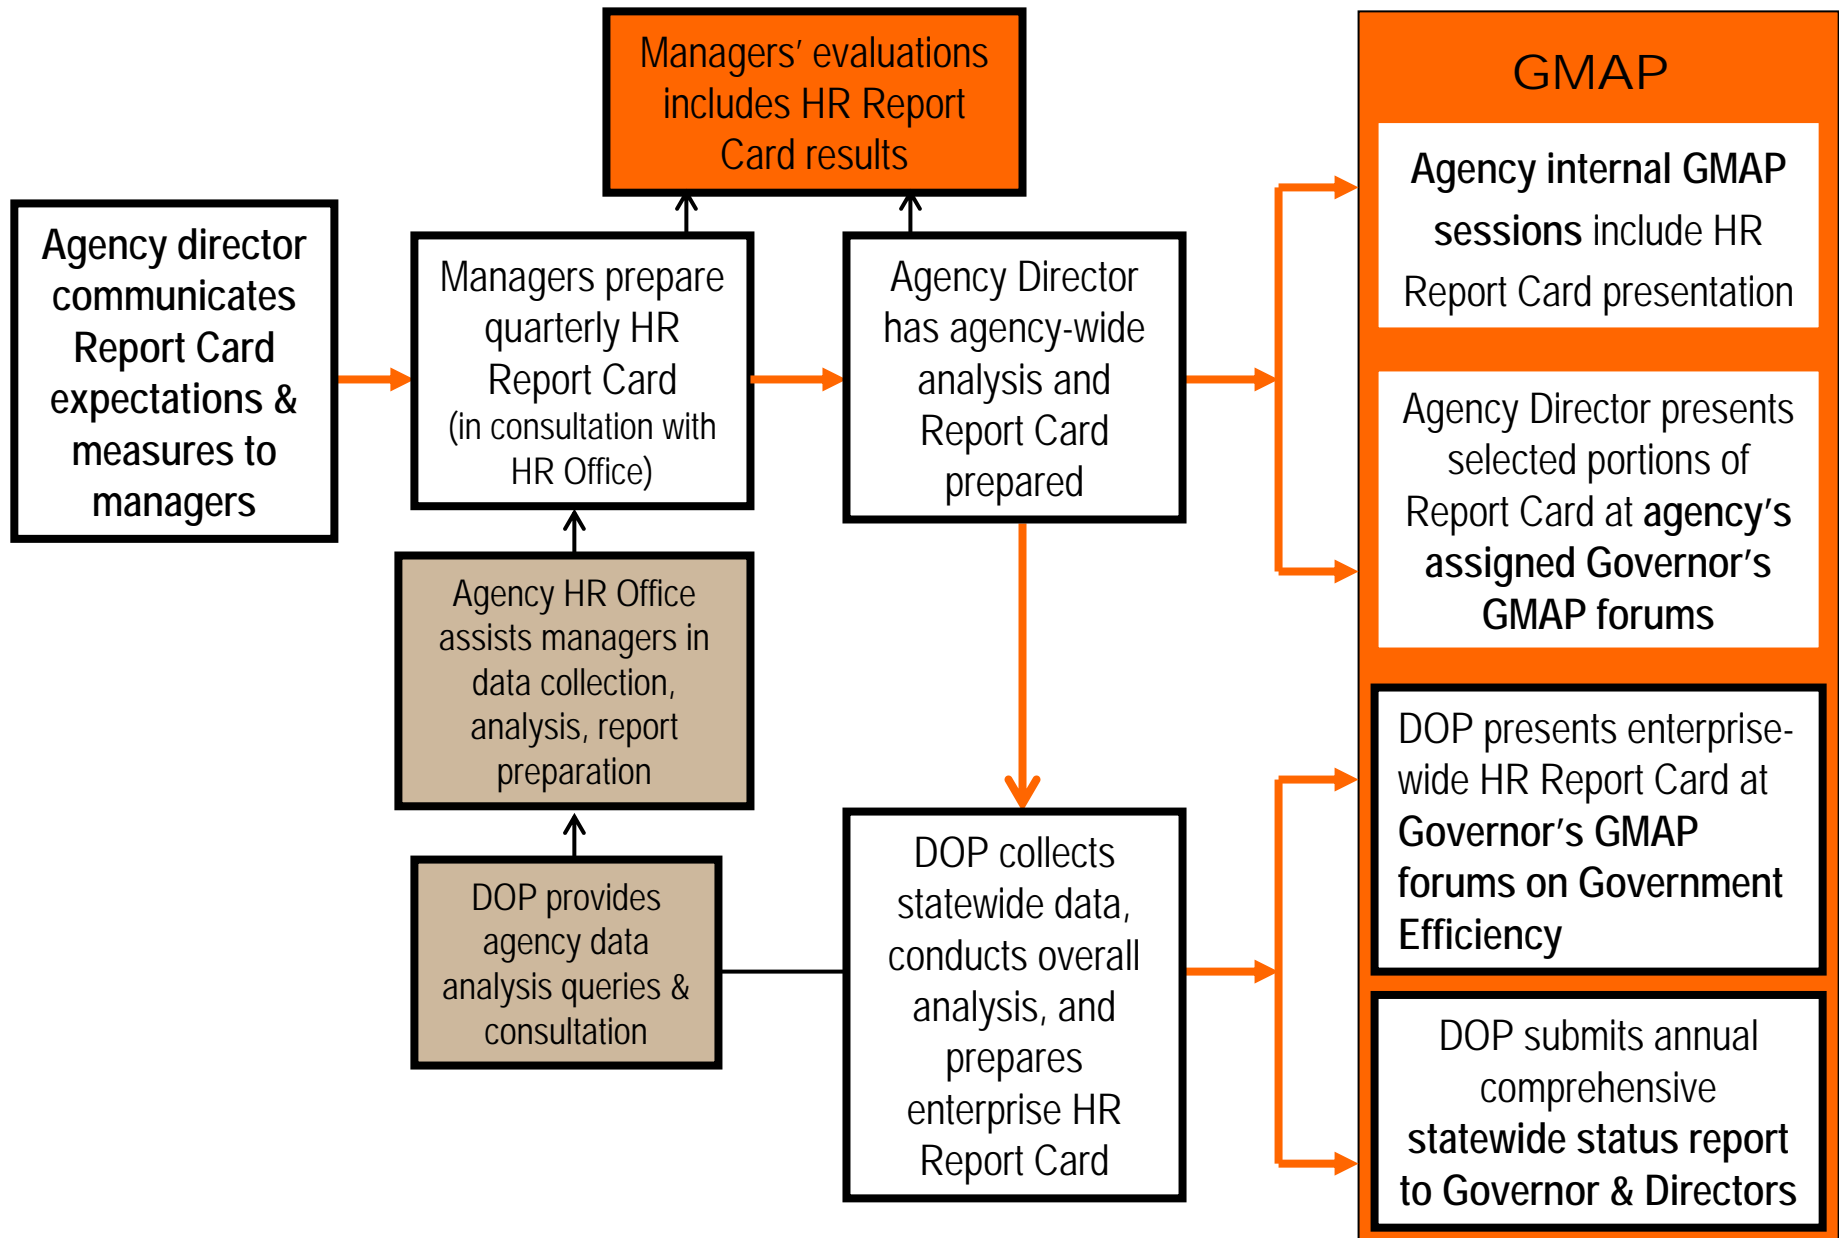 Managers' evaluations
includes HR Report
Card results
Agency director
communicates
Report Card
expectations &
measures to
managers
Managers prepare
quarterly HR
Report Card
(in consultation with
HR Office)
Agency Director
has agency-wide
analysis and
Report Card
prepared
Agency HR Office
assists managers in
data collection,
analysis, report
preparation
DOP provides
agency data
analysis queries &
consultation
DOP collects
statewide data,
conducts overall
analysis, and
prepares
enterprise HR
Report Card
GMAP
Agency internal GMAP
sessions include HR
Report Card presentation
Agency Director presents
selected portions of
Report Card at agency's
assigned Governor's
GMAP forums
DOP presents enterprise-
wide HR Report Card at
Governor's GMAP
forums on Government
Efficiency
DOP submits annual
comprehensive
statewide status report
to Governor & Directors